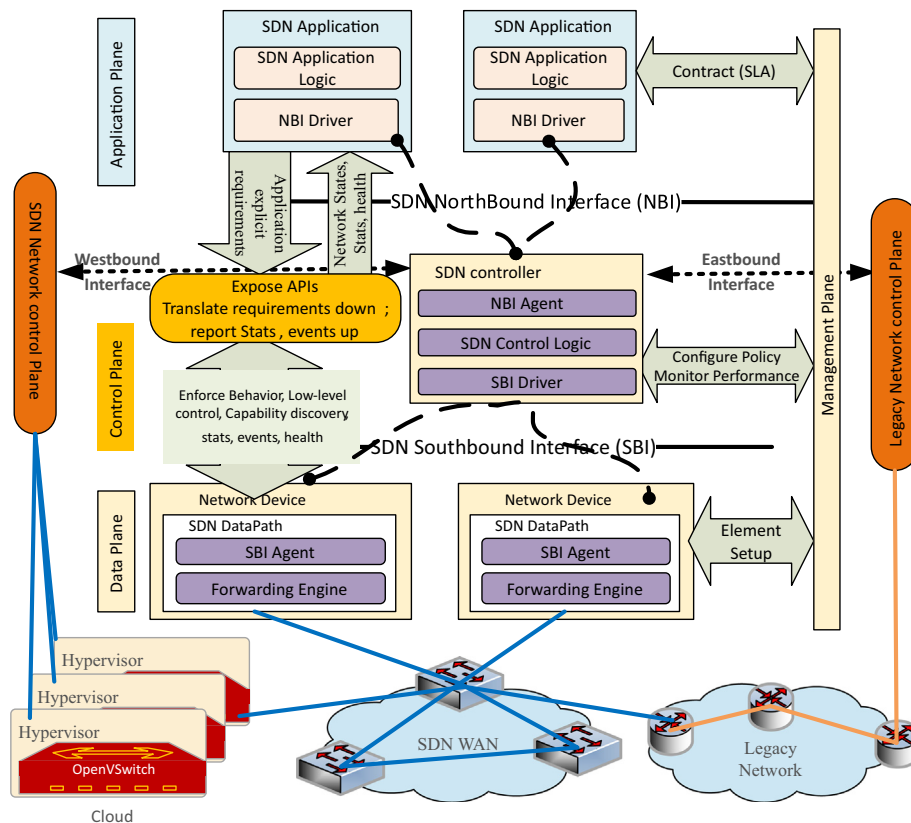 Application Plane
SDN Application
SDN Application
Logic
NBI Driver
SDN Application
SDN Application
Logic
NBI Driver
Contract (SLA)
Application
explicit
requirements
Network States,
Stats, health
SDN NorthBound Interface (NBI)
SDN Network control Plane
Westbound
Interface
Expose APIs
Translate requirements down ;
report Stats , events up
SDN controller
NBI Agent
SDN Control Logic
SBI Driver
Eastbound
Interface
Management Plane
Legacy Network control Plane
Control Plane
Configure Policy
Monitor Performance
Enforce Behavior, Low-level
control, Capability discovery,
stats, events, health
SDN Southbound Interface (SBI)
Data Plane
Network Device
SDN DataPath
SBI Agent
Forwarding Engine
Network Device
SDN DataPath
SBI Agent
Forwarding Engine
Element
Setup
Hypervisor
Hypervisor
Hypervisor
OpenVSwitch
Cloud
SDN WAN
Legacy
Network